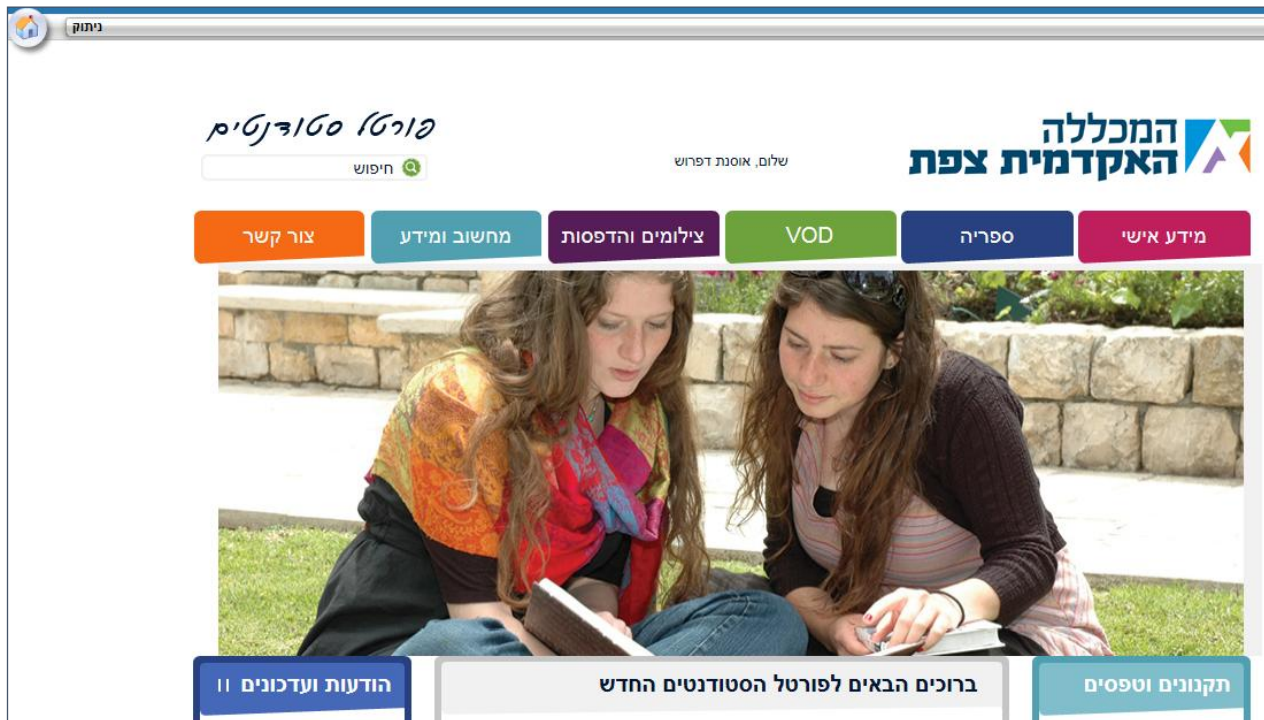 ניתוק
המכללה
האקדמית צפת
שלום, אוסנת דפרוש
פורטל סטודנטים
חיפוש
מידע אישי
ספריה
VOD
צילומים והדפסות
מחשוב ומידע
צור קשר
תקנונים וטפסים
ברוכים הבאים לפורטל הסטודנטים החדש
הודעות ועדכונים